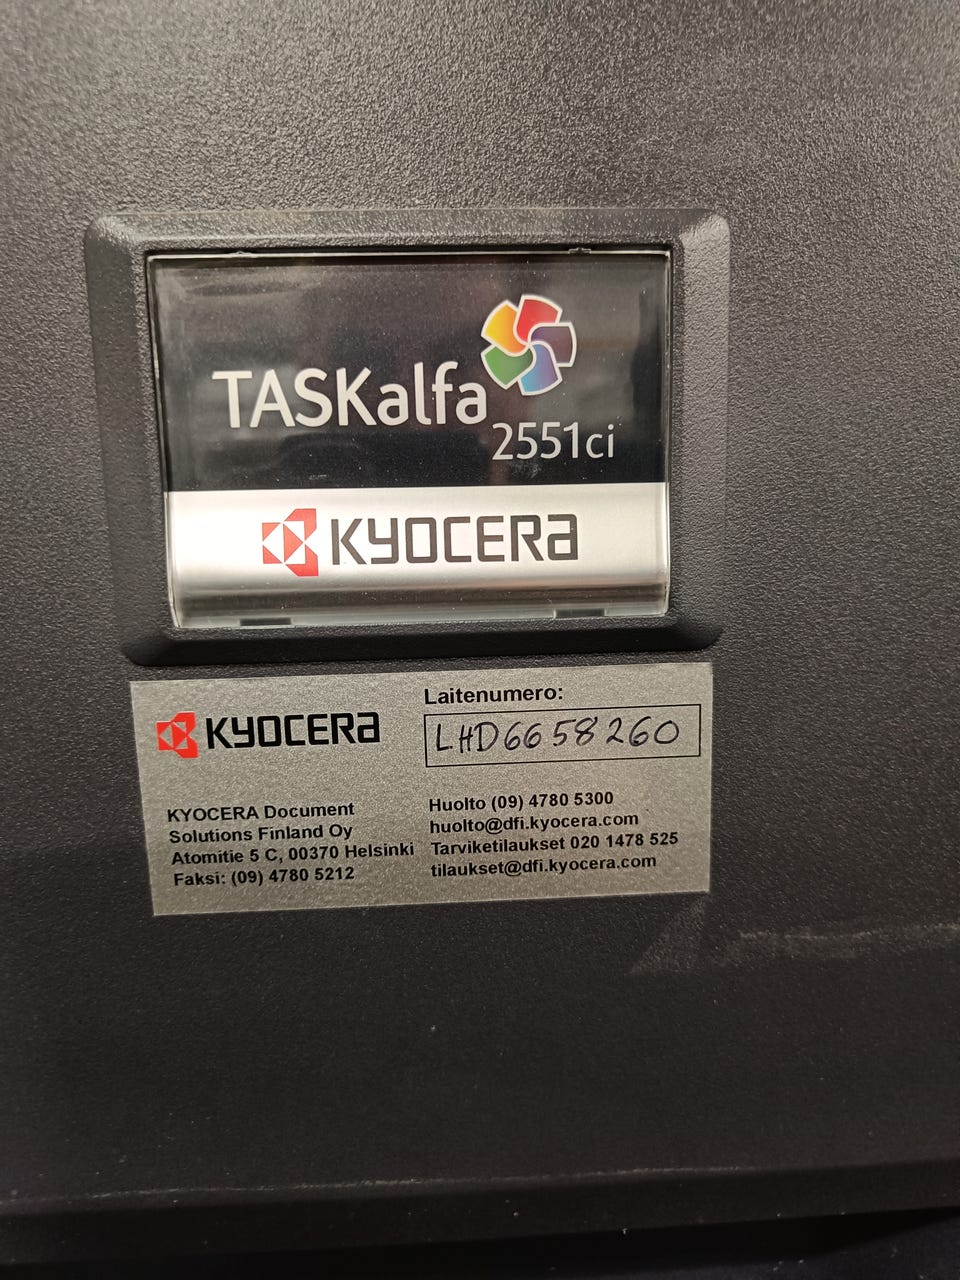 TASKalfa
2551ci
KYOCERA
KYOCERA
Laitenumero:
LHD6658260
KYOCERA Document
Solutions Finland Oy
Atomitie 5 C, 00370 Helsinki
Faksi: (09) 4780 5212
Huolto (09) 4780 5300
huolto@dfi.kyocera.com
Tarviketilaukset 020 1478 525
tilaukset@dfi.kyocera.com